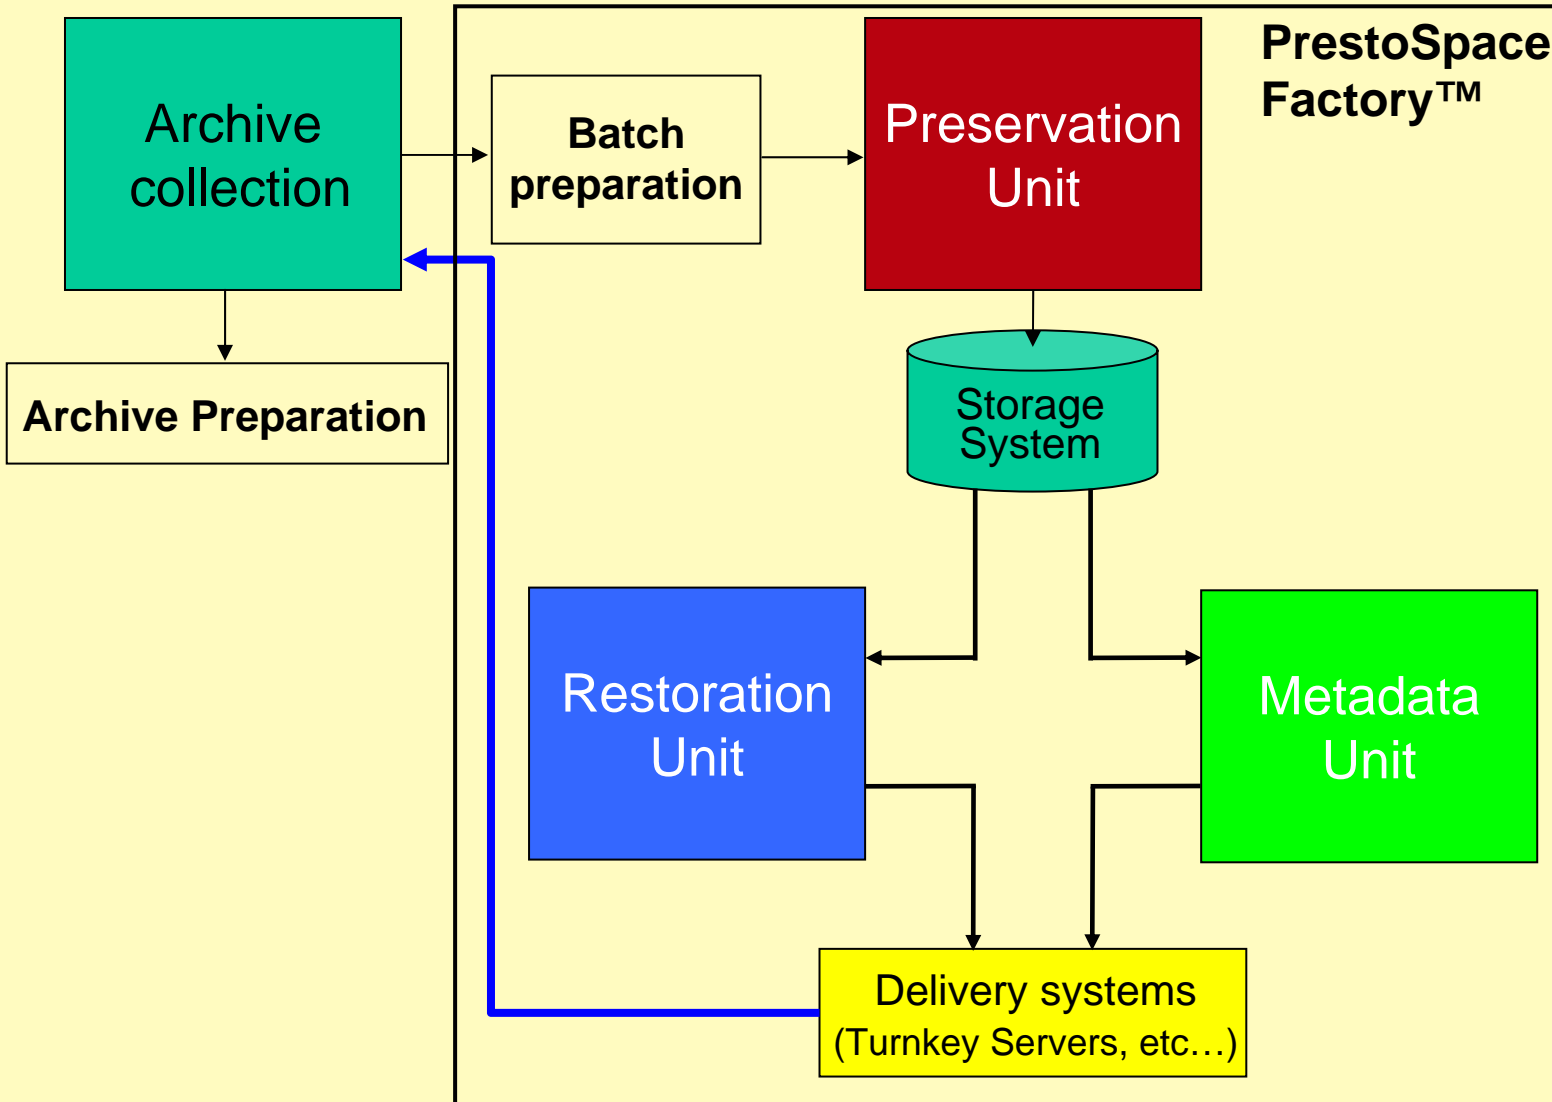 PrestoSpace
Factory™
Archive
collection
Batch
preparation
Preservation
Unit
Archive Preparation
Storage
System
Restoration
Unit
Metadata
Unit
Delivery systems
(Turnkey Servers, etc…)